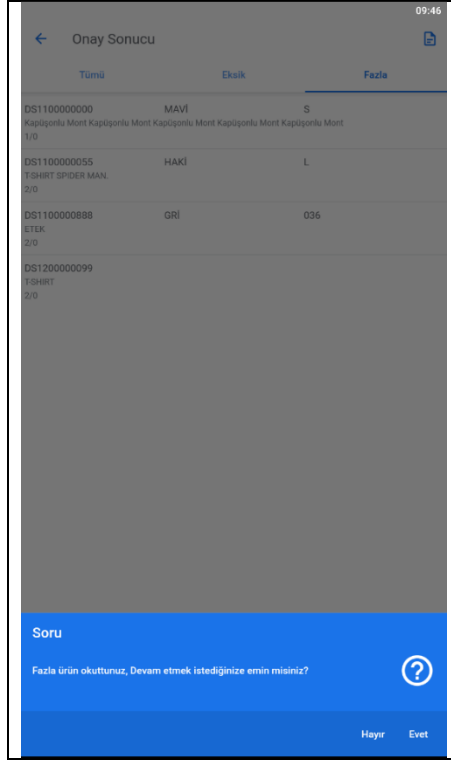 09:46
Onay Sonucu
Tümü Eksik Fazla
DS1100000000 MAVİ S
Kapüşonlu Mont Kapüşonlu Mont Kapüşonlu Mont Kapüşonlu Mont Kapüşonlu Mont
1/0
DS1100000055 HAKİ L
T-SHIRT SPIDER MAN.
2/0
DS1100000888 GRİ 036
ETEK
2/0
DS1200000099
T-SHIRT
2/0
Soru
Fazla ürün okuttunuz, Devam etmek istediğinize emin misiniz?
Hayır Evet